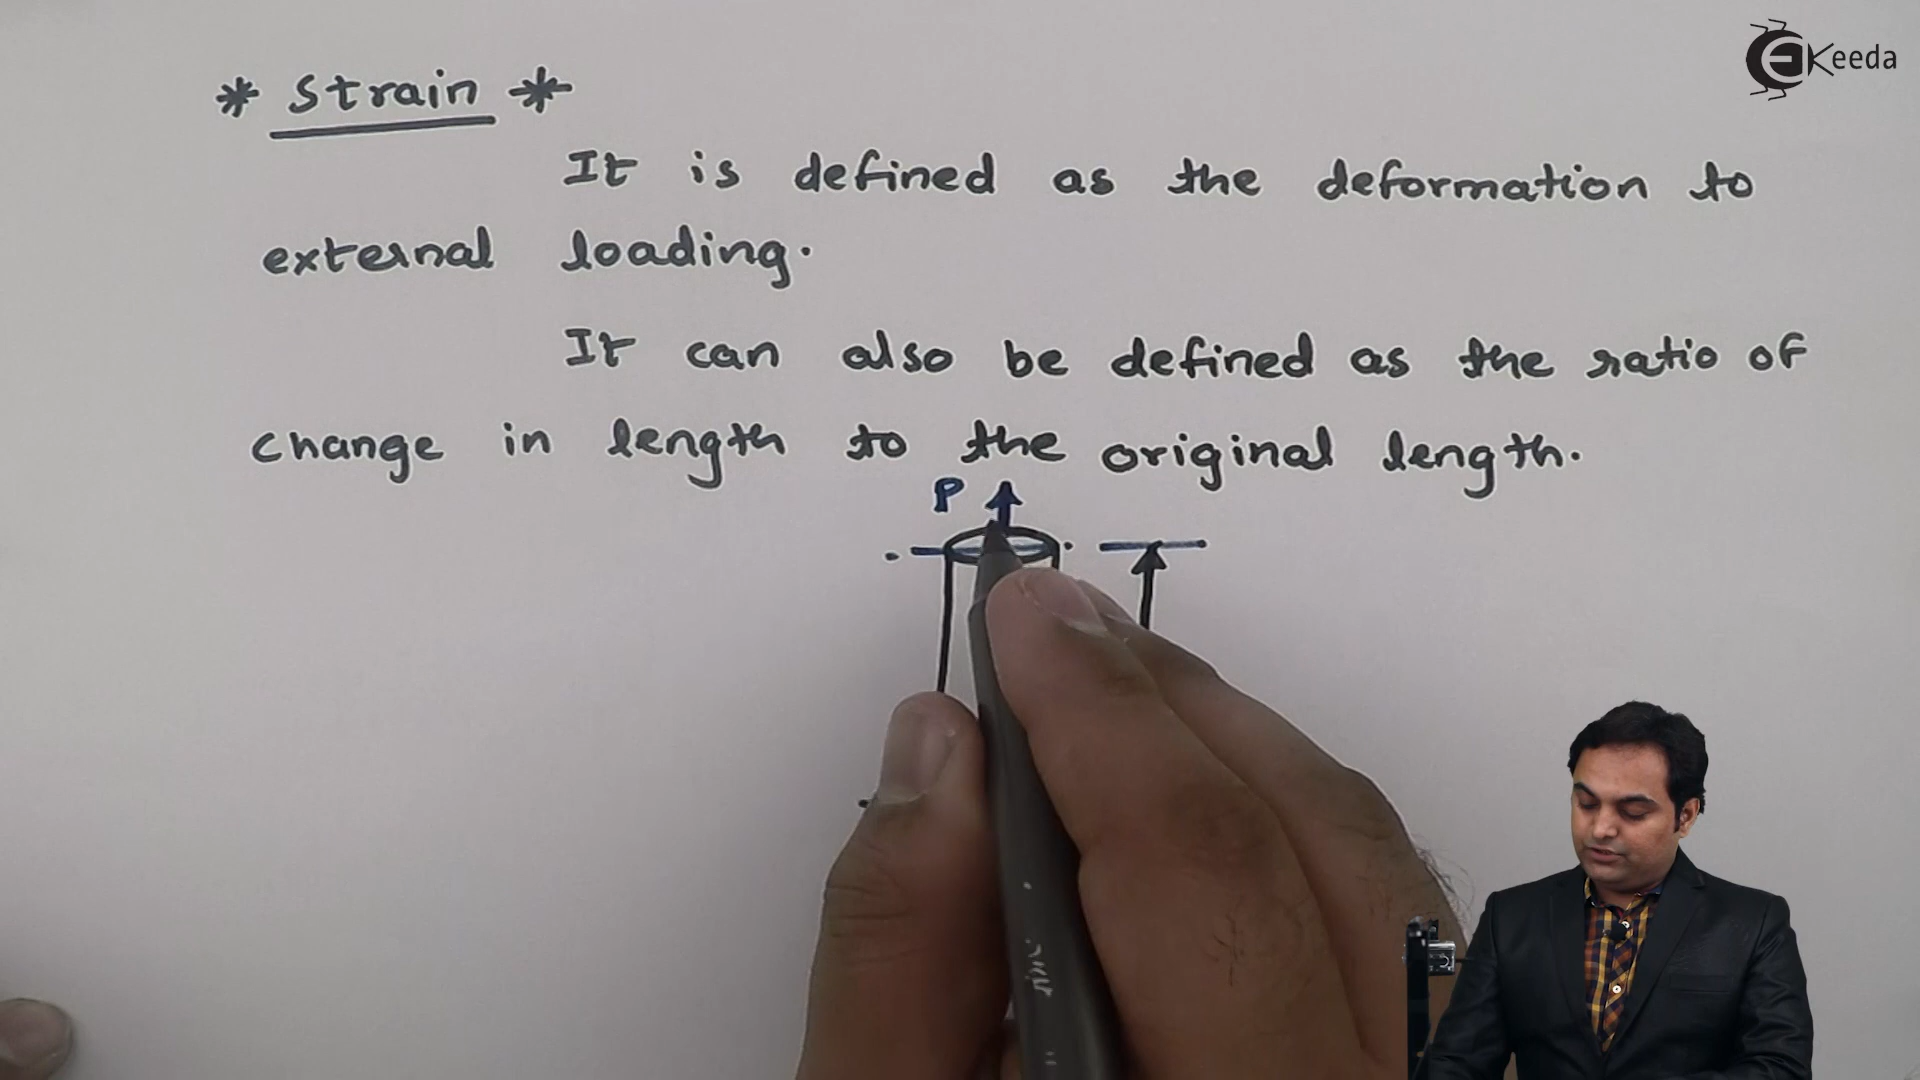 Keeda
* Strain *
It is defined as the deformation to
external loading.
It can also be defined as the ratio of
change in length to the original length.
P